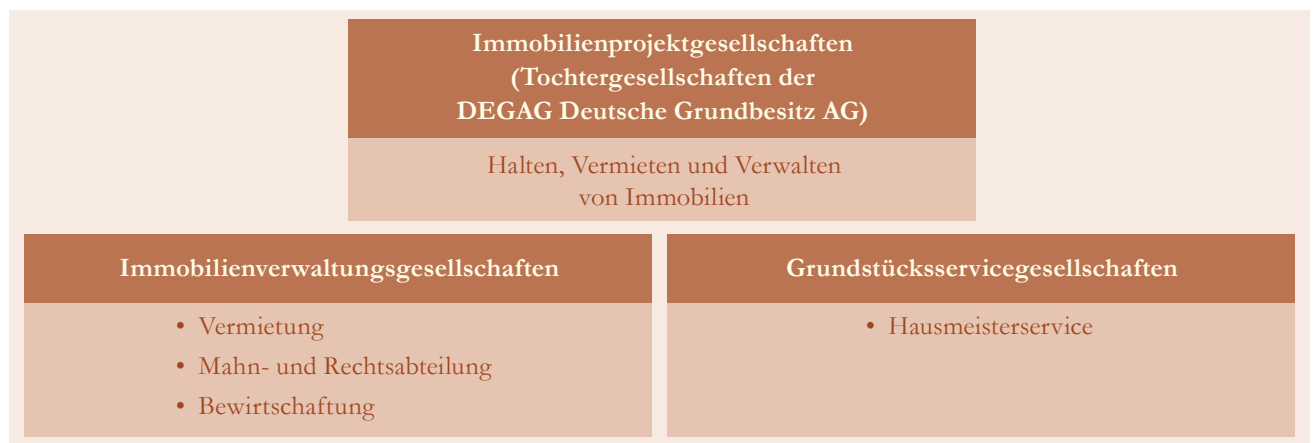 Immobilienprojektgesellschaften
(Tochtergesellschaften der
DEGAG Deutsche Grundbesitz AG)
Halten, Vermieten und Verwalten
von Immobilien
Immobilienverwaltungsgesellschaften
• Vermietung
• Mahn- und Rechtsabteilung
• Bewirtschaftung
Grundstücksservicegesellschaften
• Hausmeisterservice